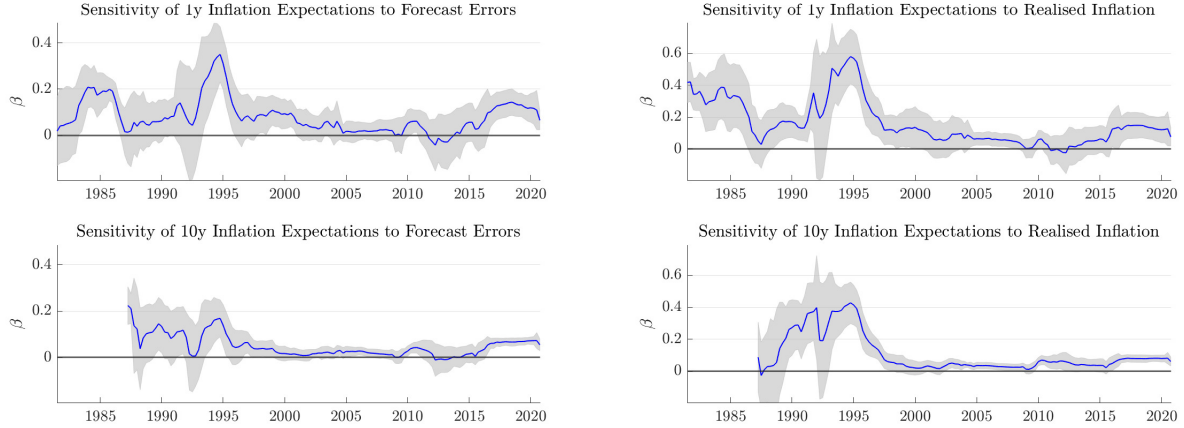 Sensitivity of 1y Inflation Expectations to Forecast Errors
0.4
0.2
0
β
1985 1990 1995 2000 2005 2010 2015 2020
Sensitivity of 1y Inflation Expectations to Realised Inflation
0.6
0.4
0.2
0
β
1985 1990 1995 2000 2005 2010 2015 2020
Sensitivity of 10y Inflation Expectations to Forecast Errors
0.4
0.2
0
β
1985 1990 1995 2000 2005 2010 2015 2020
Sensitivity of 10y Inflation Expectations to Realised Inflation
0.6
0.4
0.2
0
β
1985 1990 1995 2000 2005 2010 2015 2020